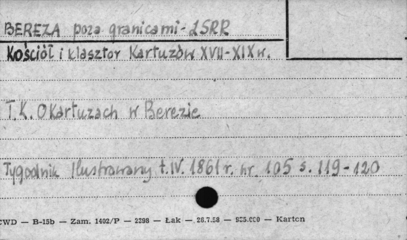 BEREZA poza granicami - ZSRR
Kościół i klasztor Kartuzów XVII-XIX w.
T.K. O Kartuzach w Berezie
Tygodnik Ilustrowany t. IV. 1861 r. nr. 105 s. 119-120
CWD — B-15b — Zam. 1402/P — 2298 — Łak — 28.7.58 — 525.000 — Karton